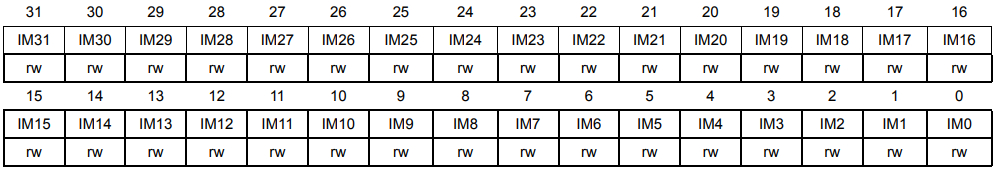 31 30 29 28 27 26 25 24 23 22 21 20 19 18 17 16
IM31 IM30 IM29 IM28 IM27 IM26 IM25 IM24 IM23 IM22 IM21 IM20 IM19 IM18 IM17 IM16
rw rw rw rw rw rw rw rw rw rw rw rw rw rw rw rw
15 14 13 12 11 10 9 8 7 6 5 4 3 2 1 0
IM15 IM14 IM13 IM12 IM11 IM10 IM9 IM8 IM7 IM6 IM5 IM4 IM3 IM2 IM1 IM0
rw rw rw rw rw rw rw rw rw rw rw rw rw rw rw rw